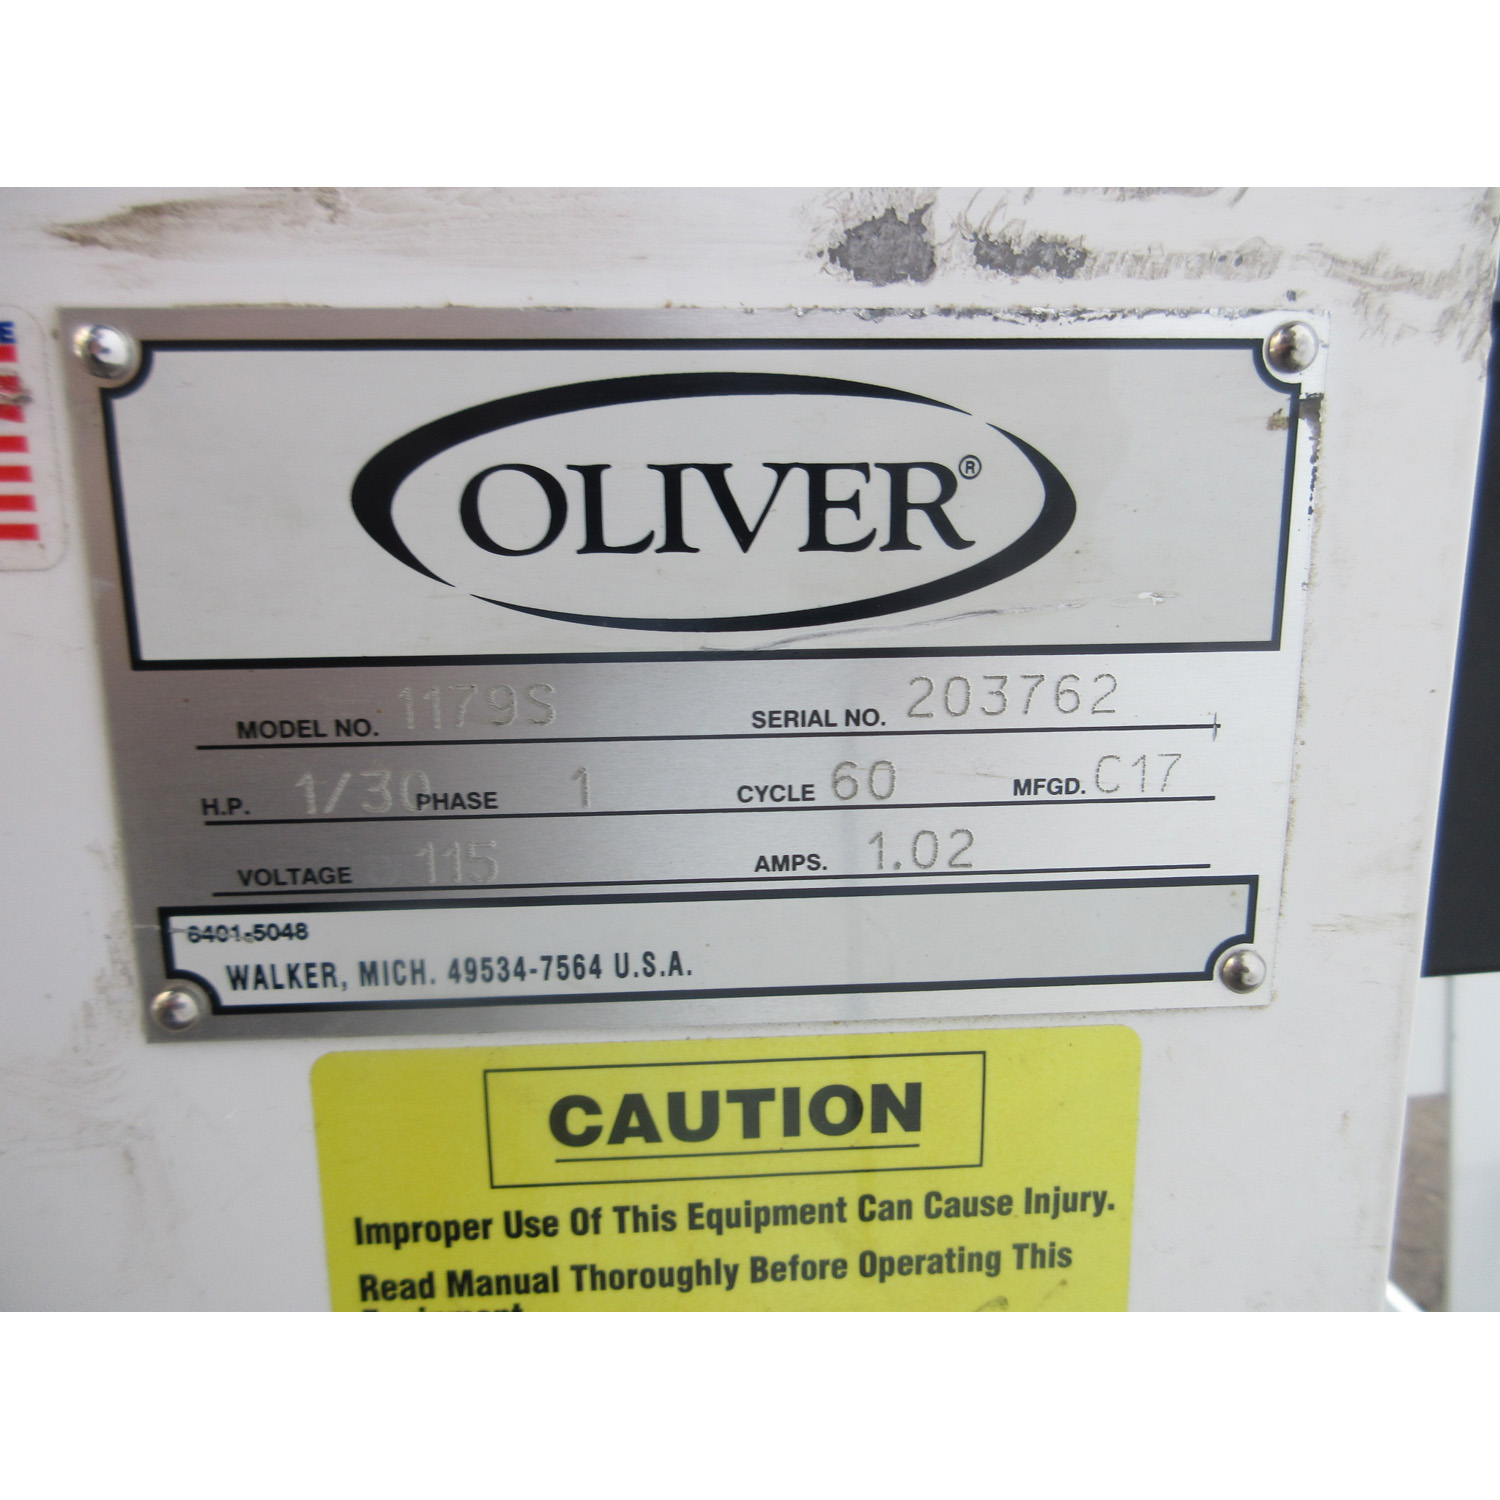 OLIVER®
MODEL NO. 1179S SERIAL NO. 203762
H.P. 1/30 PHASE 1 CYCLE 60 MFGD. C17
VOLTAGE 115 AMPS. 1.02
6401-5048
WALKER, MICH. 49534-7564 U.S.A.
CAUTION
Improper Use Of This Equipment Can Cause Injury.
Read Manual Thoroughly Before Operating This